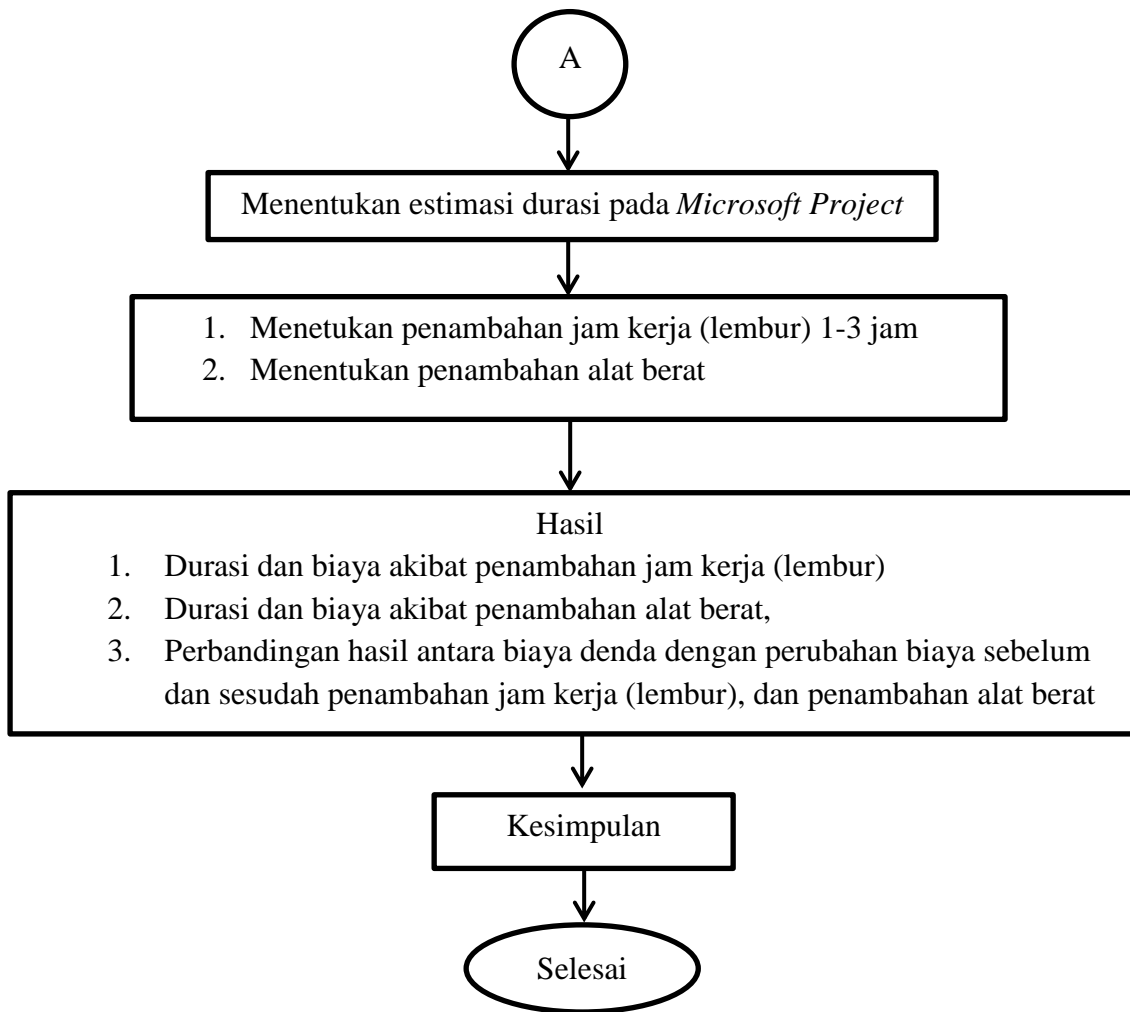 A
Menentukan estimasi durasi pada Microsoft Project
1. Menetukan penambahan jam kerja (lembur) 1-3 jam
2. Menentukan penambahan alat berat
Hasil
1. Durasi dan biaya akibat penambahan jam kerja (lembur)
2. Durasi dan biaya akibat penambahan alat berat,
3. Perbandingan hasil antara biaya denda dengan perubahan biaya sebelum
dan sesudah penambahan jam kerja (lembur), dan penambahan alat berat
Kesimpulan
Selesai